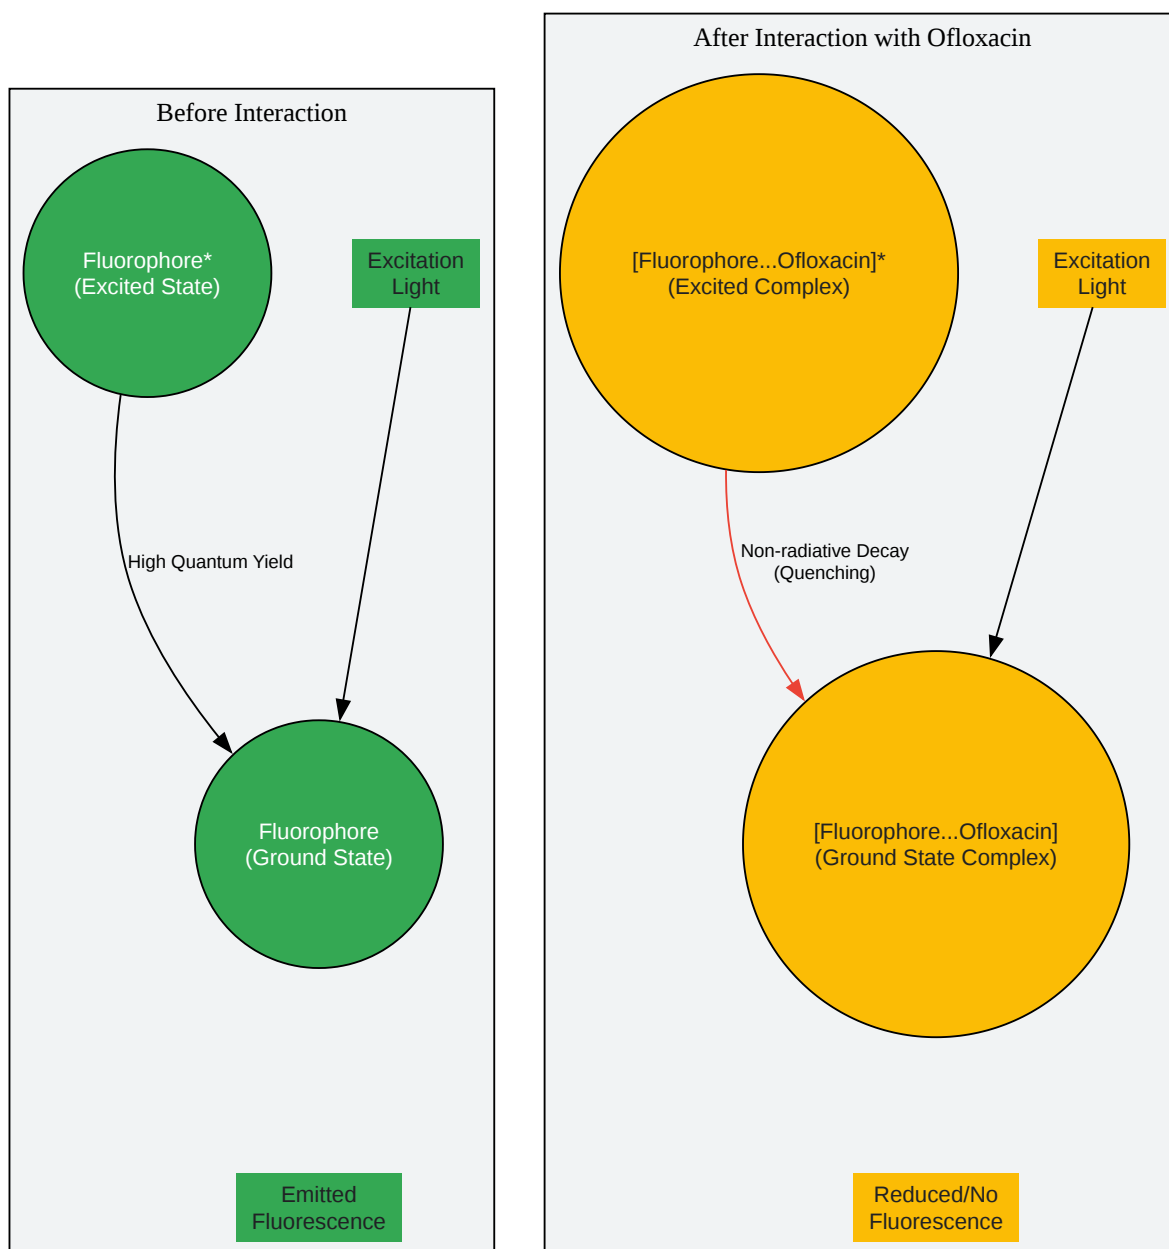 Before Interaction
Fluorophore*
(Excited State)
Excitation
Light
High Quantum Yield
Fluorophore
(Ground State)
Emitted
Fluorescence
After Interaction with Ofloxacin
[Fluorophore...Ofloxacin]*
(Excited Complex)
Excitation
Light
Non-radiative Decay
(Quenching)
[Fluorophore...Ofloxacin]
(Ground State Complex)
Reduced/No
Fluorescence